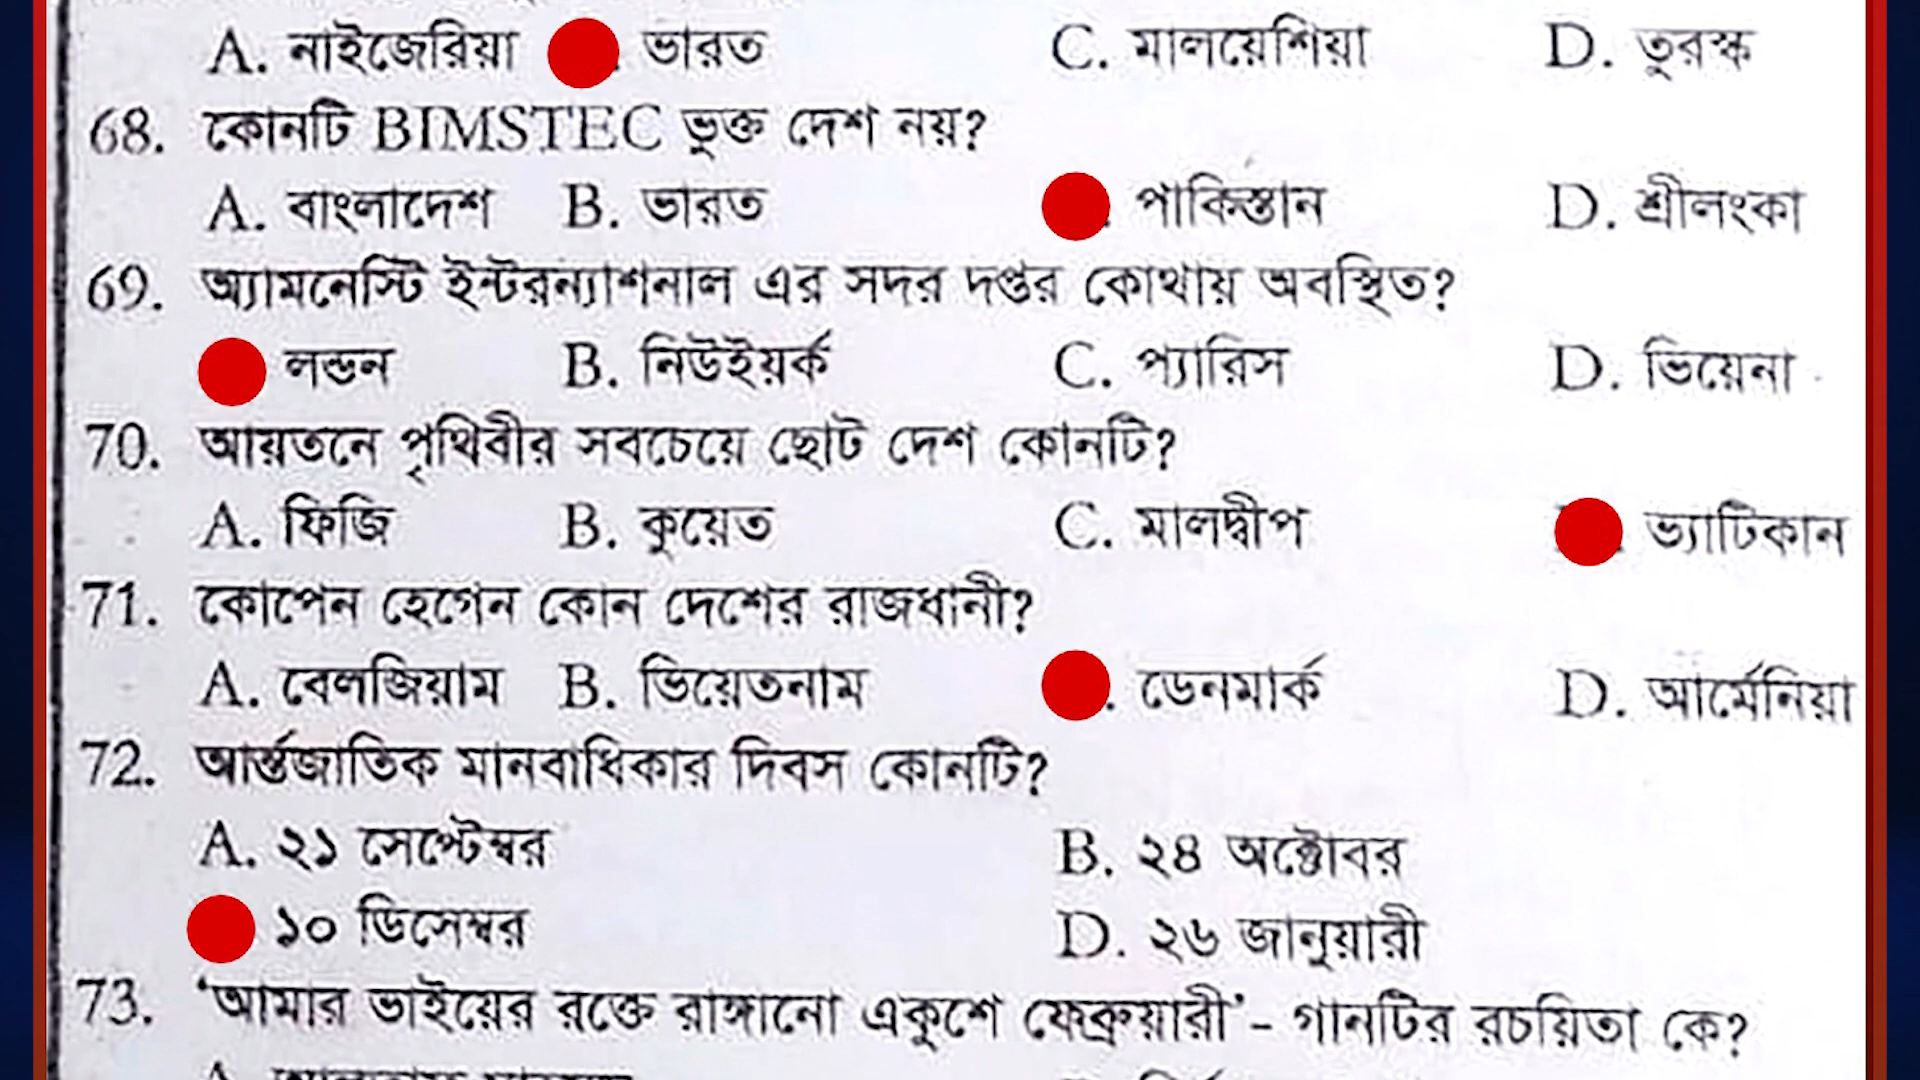 A. নাইজেরিয়া ভারত C. মালয়েশিয়া D. তুরস্ক
68. কোনটি BIMSTEC ভুক্ত দেশ নয়?
A. বাংলাদেশ B. ভারত পাকিস্তান D. শ্রীলংকা
69. অ্যামনেস্টি ইন্টরন্যাশনাল এর সদর দপ্তর কোথায় অবস্থিত?
লন্ডন B. নিউইয়র্ক C. প্যারিস D. ভিয়েনা
70. আয়তনে পৃথিবীর সবচেয়ে ছোট দেশ কোনটি?
A. ফিজি B. কুয়েত C. মালদ্বীপ ভ্যাটিকান
71. কোপেন হেগেন কোন দেশের রাজধানী?
A. বেলজিয়াম B. ভিয়েতনাম ডেনমার্ক D. আর্মেনিয়া
72. আর্ন্তজাতিক মানবাধিকার দিবস কোনটি?
A. ২১ সেপ্টেম্বর B. ২৪ অক্টোবর
১০ ডিসেম্বর D. ২৬ জানুয়ারী
73. ‘আমার ভাইয়ের রক্তে রাঙ্গানো একুশে ফেব্রুয়ারী’- গানটির রচয়িতা কে?